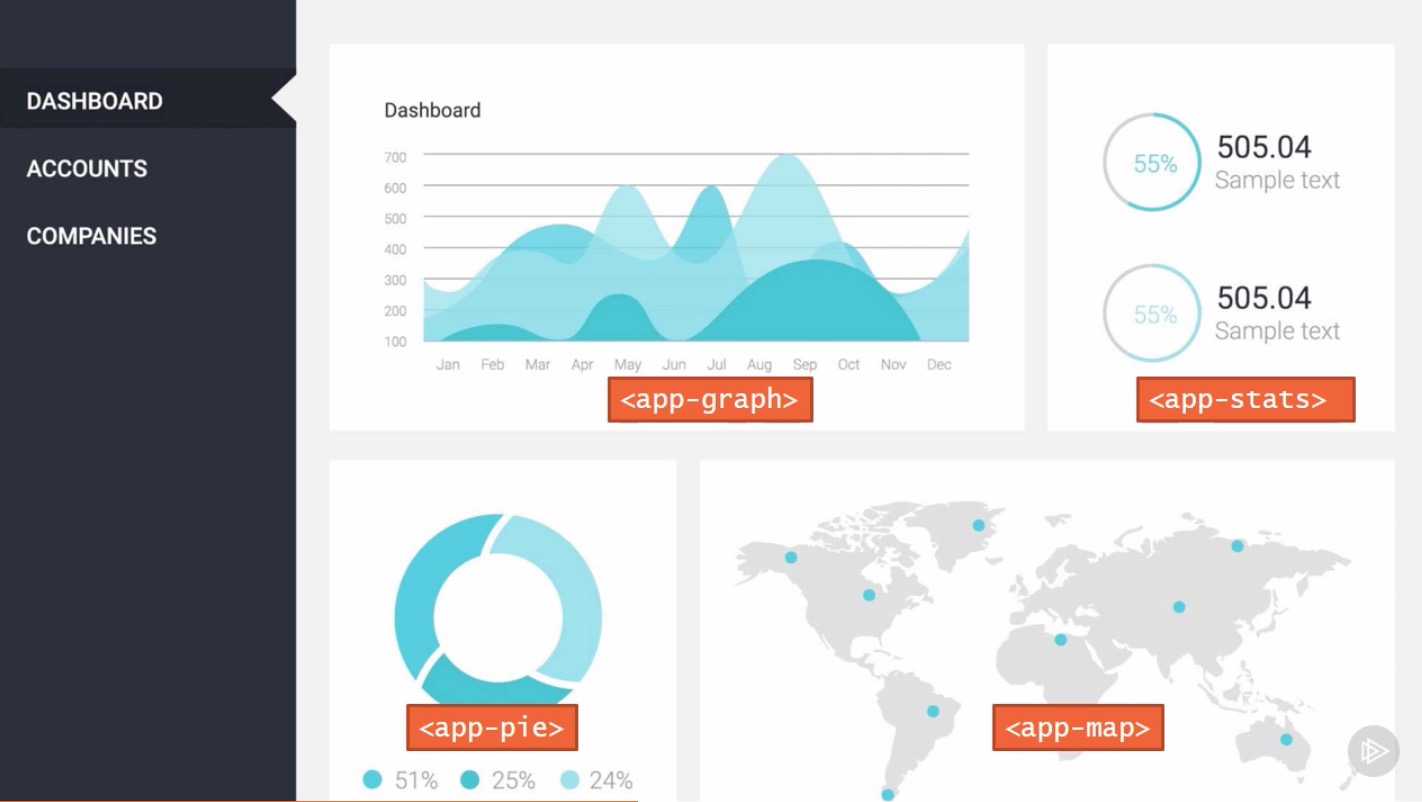 DASHBOARD
ACCOUNTS
COMPANIES
Dashboard
700
600
500
400
300
200
100
Jan Feb Mar Apr May Jun Jul Aug Sep Oct Nov Dec
<app-graph>
55%
505.04
Sample text
55%
505.04
Sample text
<app-stats>
<app-pie>
51% 25% 24%
<app-map>